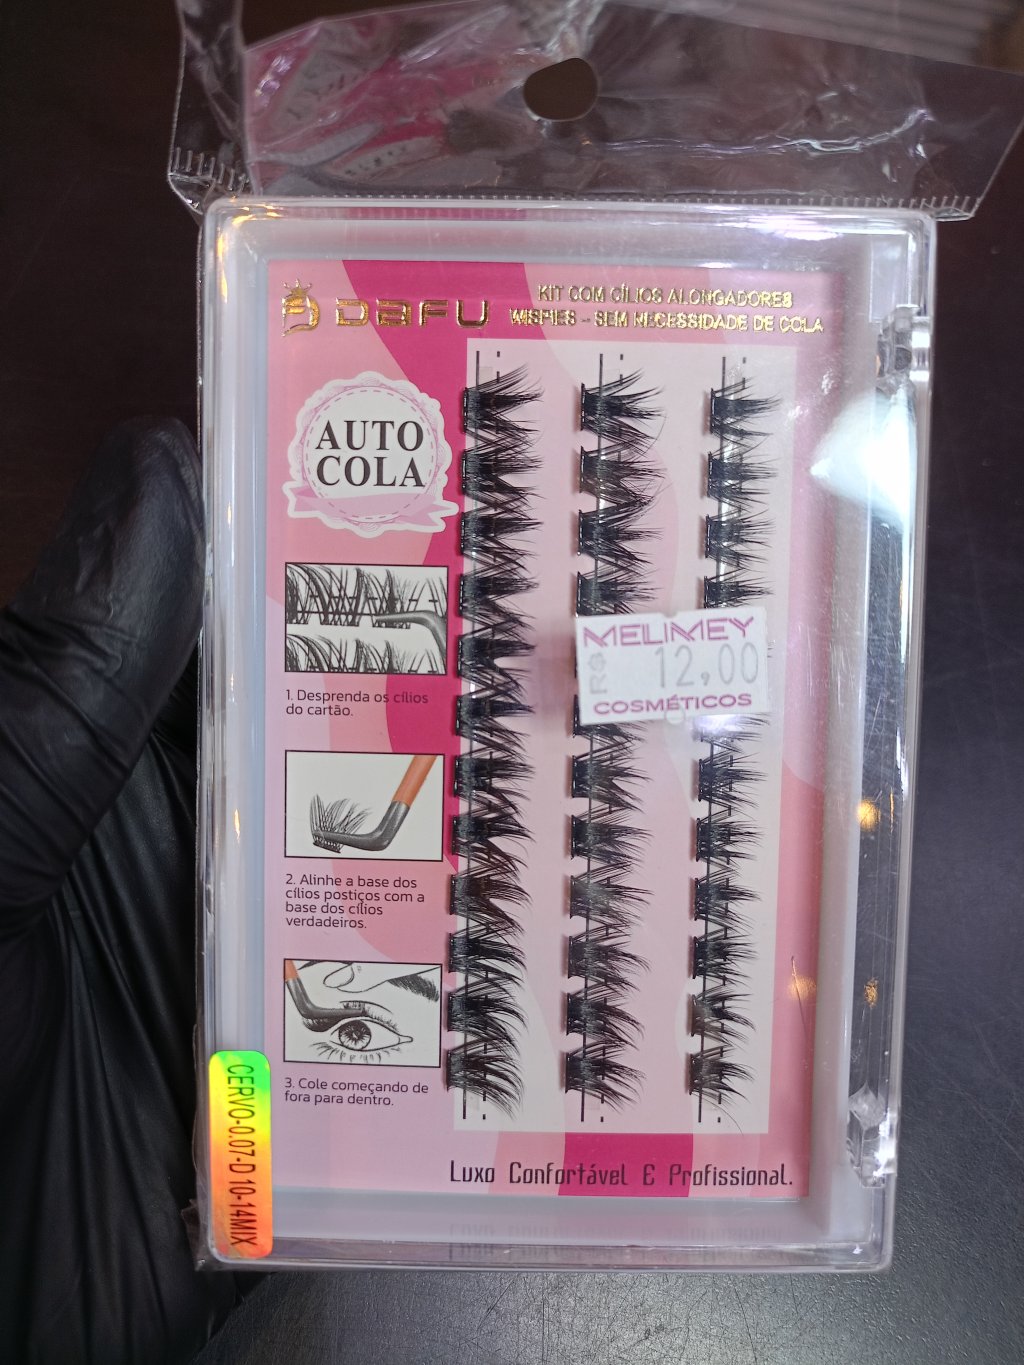 DAFU
KIT COM CÍLIOS ALONGADORES
WISPIES - SEM NECESSIDADE DE COLA
AUTO
COLA
1. Desprenda os cílios
do cartão.
2. Alinhe a base dos
cílios postiços com a
base dos cílios
verdadeiros.
3. Cole começando de
fora para dentro.
MELIMEY
R@ 12,00
COSMÉTICOS
Luxo Confortável E Profissional.
CERVO-0.07-D 10-14MIX